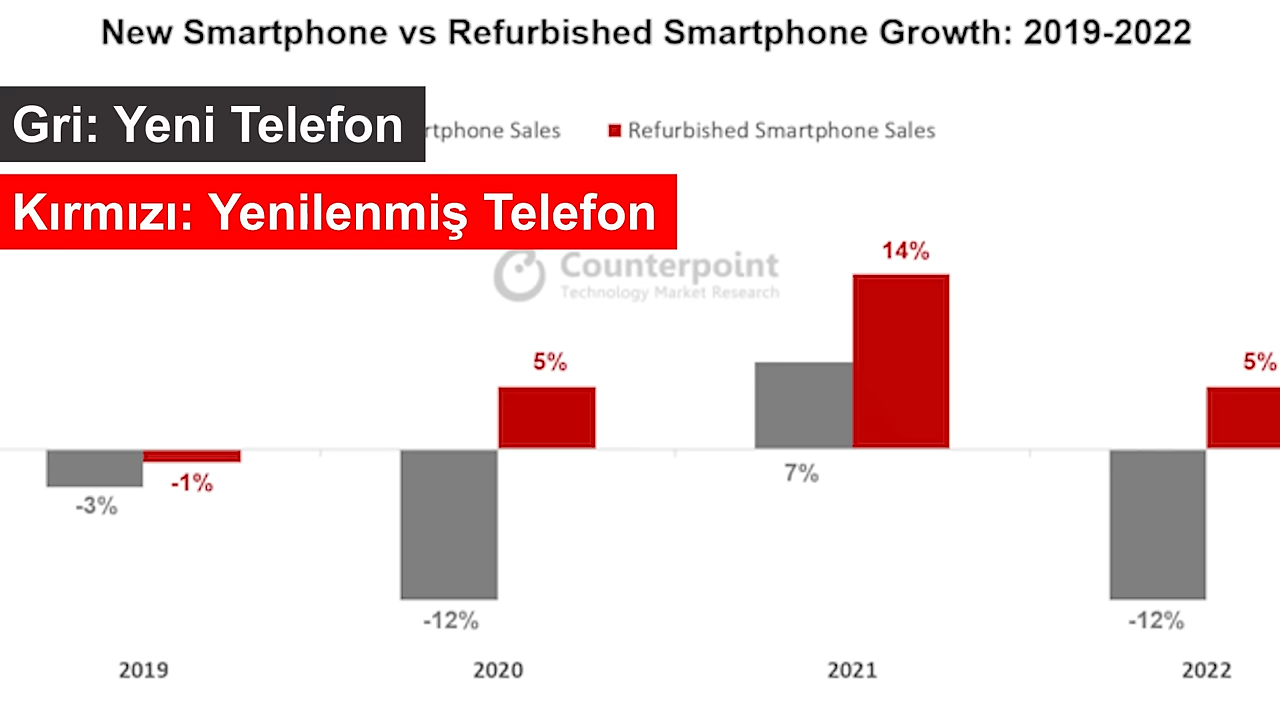 New Smartphone vs Refurbished Smartphone Growth: 2019-2022
Gri: Yeni Telefon
rtphone Sales
Refurbished Smartphone Sales
Kırmızı: Yenilenmiş Telefon
Counterpoint
Technology Market Research
14%
5%
5%
-3%
-1%
7%
-12%
-12%
2019
2020
2021
2022